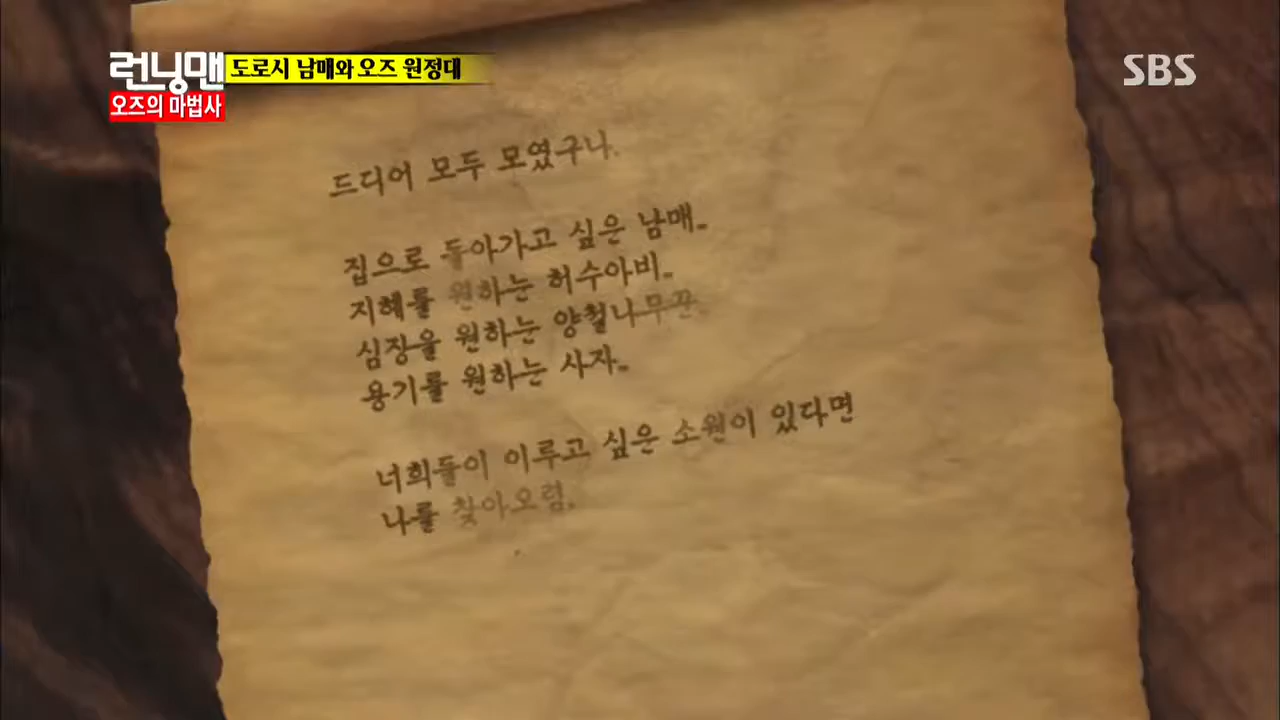 런닝맨
도로시 남매와 오즈 원정대
오즈의 마법사
SBS
드디어 모두 모였구나.
집으로 돌아가고 싶은 남매..
지혜를 원하는 허수아비..
심장을 원하는 양철나무꾼..
용기를 원하는 사자..
너희들이 이루고 싶은 소원이 있다면
나를 찾아오렴.